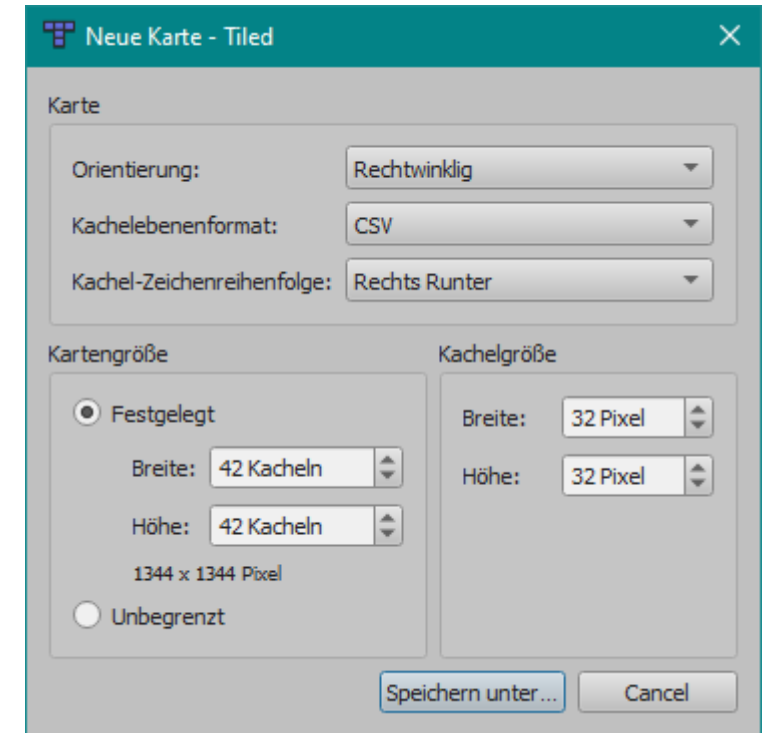 Neue Karte - Tiled
Karte
Orientierung: Rechtwinklig
Kachelebenenformat: CSV
Kachel-Zeichenreihenfolge: Rechts Runter
Kartengröße
Festgelegt
Breite: 42 Kacheln
Höhe: 42 Kacheln
1344 x 1344 Pixel
Unbegrenzt
Kachelgröße
Breite: 32 Pixel
Höhe: 32 Pixel
Speichern unter... Cancel